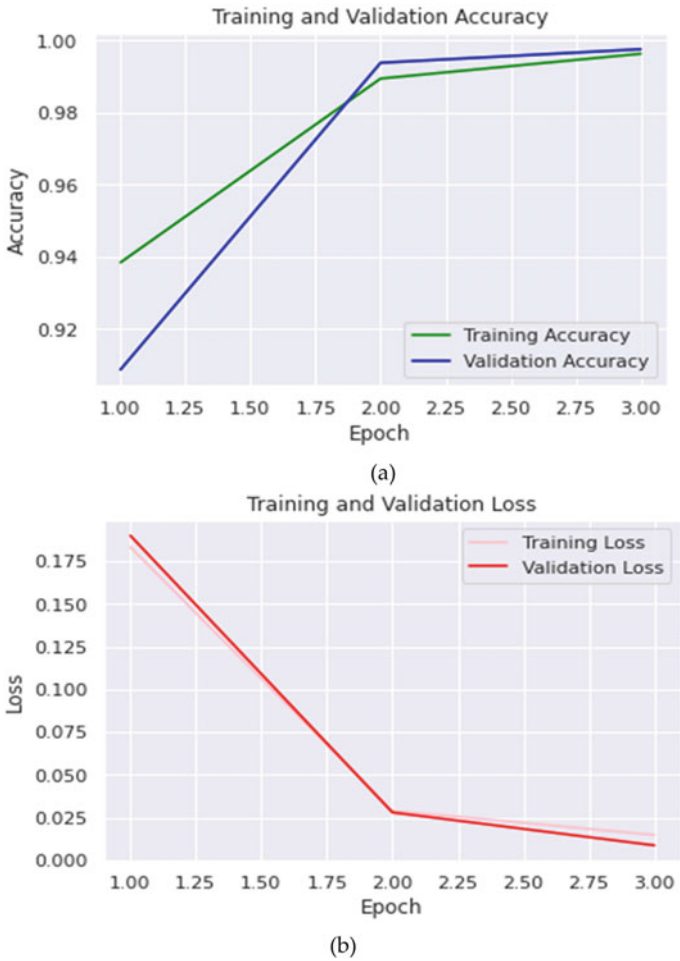 Training and Validation Accuracy
1.00
0.98
0.96
0.94
0.92
Accuracy
Training Accuracy
Validation Accuracy
1.00 1.25 1.50 1.75 2.00 2.25 2.50 2.75 3.00
Epoch
(a)
Training and Validation Loss
Training Loss
Validation Loss
0.175
0.150
0.125
0.100
0.075
0.050
0.025
0.000
Loss
1.00 1.25 1.50 1.75 2.00 2.25 2.50 2.75 3.00
Epoch
(b)